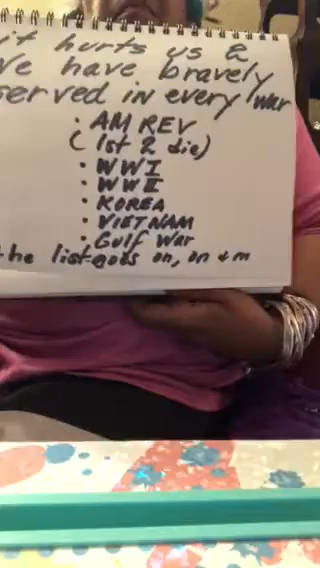 it hurts us &
We have bravely
served in every war
• AM REV
( 1st 2 die)
• WWI
• WWII
• KOREA
• VIETNAM
• Gulf War
the list goes on, on + on